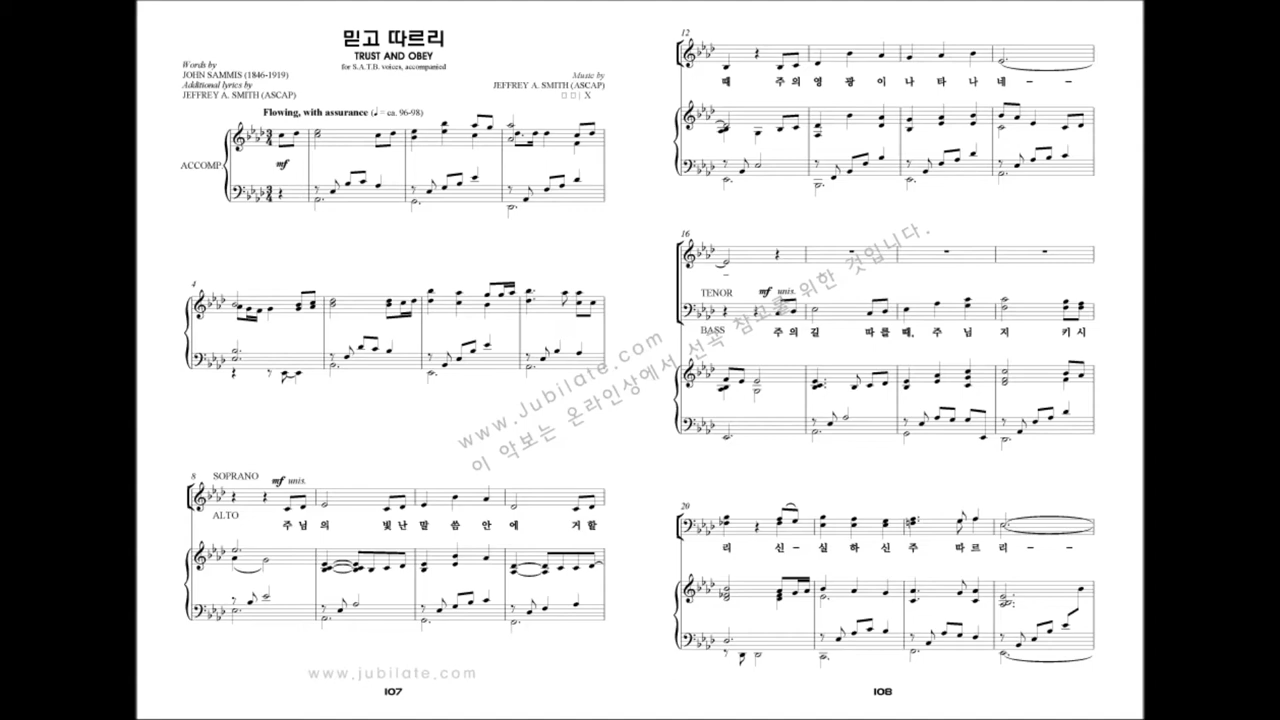 믿고 따르리
TRUST AND OBEY
for S.A.T.B. voices, accompanied
Words by
JOHN SAMMIS (1846-1919)
Additional lyrics by
JEFFREY A. SMITH (ASCAP)
Music by
JEFFREY A. SMITH (ASCAP)
X
Flowing, with assurance (♩ = ca. 96-98)
ACCOMP.
mf
4
8
SOPRANO
mf unis.
ALTO
주 님 의 빛 난 말 씀 안 에 거 할
www.jubilate.com
107
12
때 주 의 영 광 이 나 타 나 네 - -
16
-
TENOR
mf unis.
BASS
주 의 길 따 를 때, 주 님 지 키 시
20
리 신 - 실 하 신 주 따 르 리 - -
108
www.Jubilate.com
이 악보는 온라인상에서 선곡 참고를 위한 것입니다.